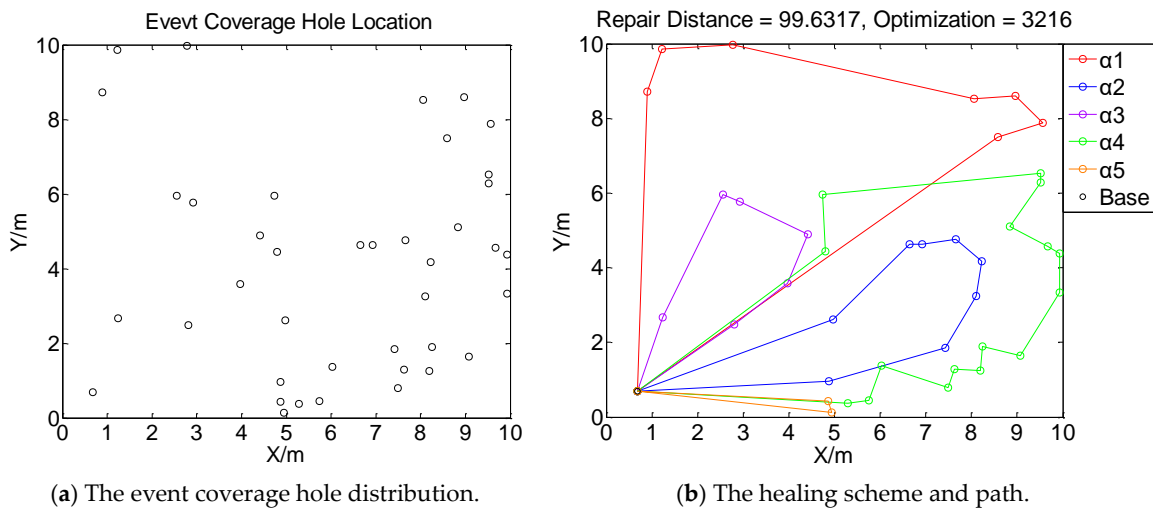 Evevt Coverage Hole Location
10
8
6
4
2
0
Y/m
0 1 2 3 4 5 6 7 8 9 10
X/m
(a) The event coverage hole distribution.
Repair Distance = 99.6317, Optimization = 3216
10
8
6
4
2
0
Y/m
0 1 2 3 4 5 6 7 8 9 10
X/m
α1
α2
α3
α4
α5
Base
(b) The healing scheme and path.